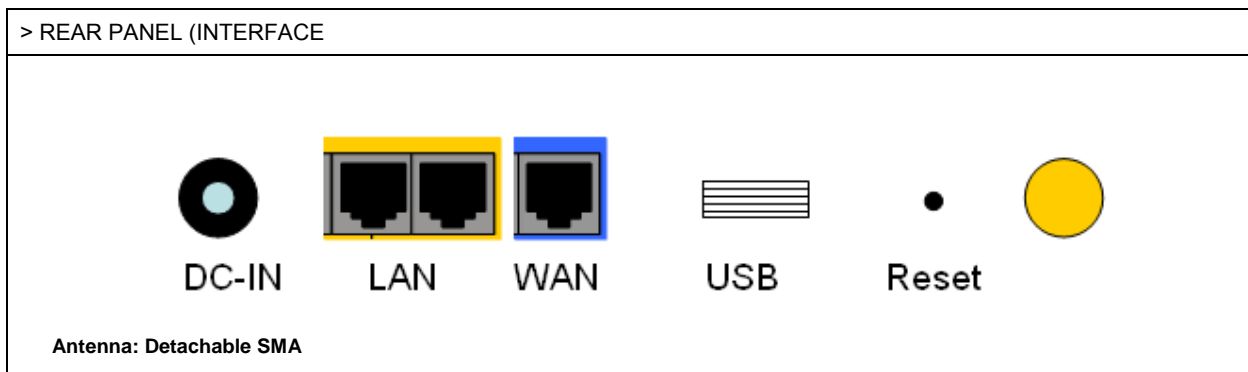 > REAR PANEL (INTERFACE
DC-IN LAN WAN USB Reset
Antenna: Detachable SMA